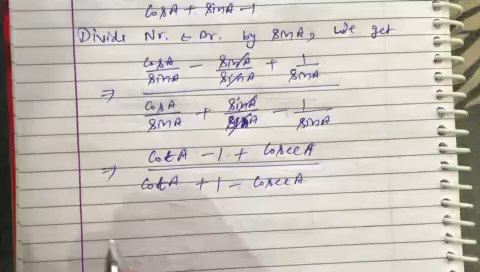 CosA + SinA - 1
Divide Nr. & Dr. by SinA, we get
⇒ CosA/SinA - SinA/SinA + 1/SinA
CosA/SinA + SinA/SinA - 1/SinA
⇒ CotA - 1 + CosecA
CotA + 1 - CosecA